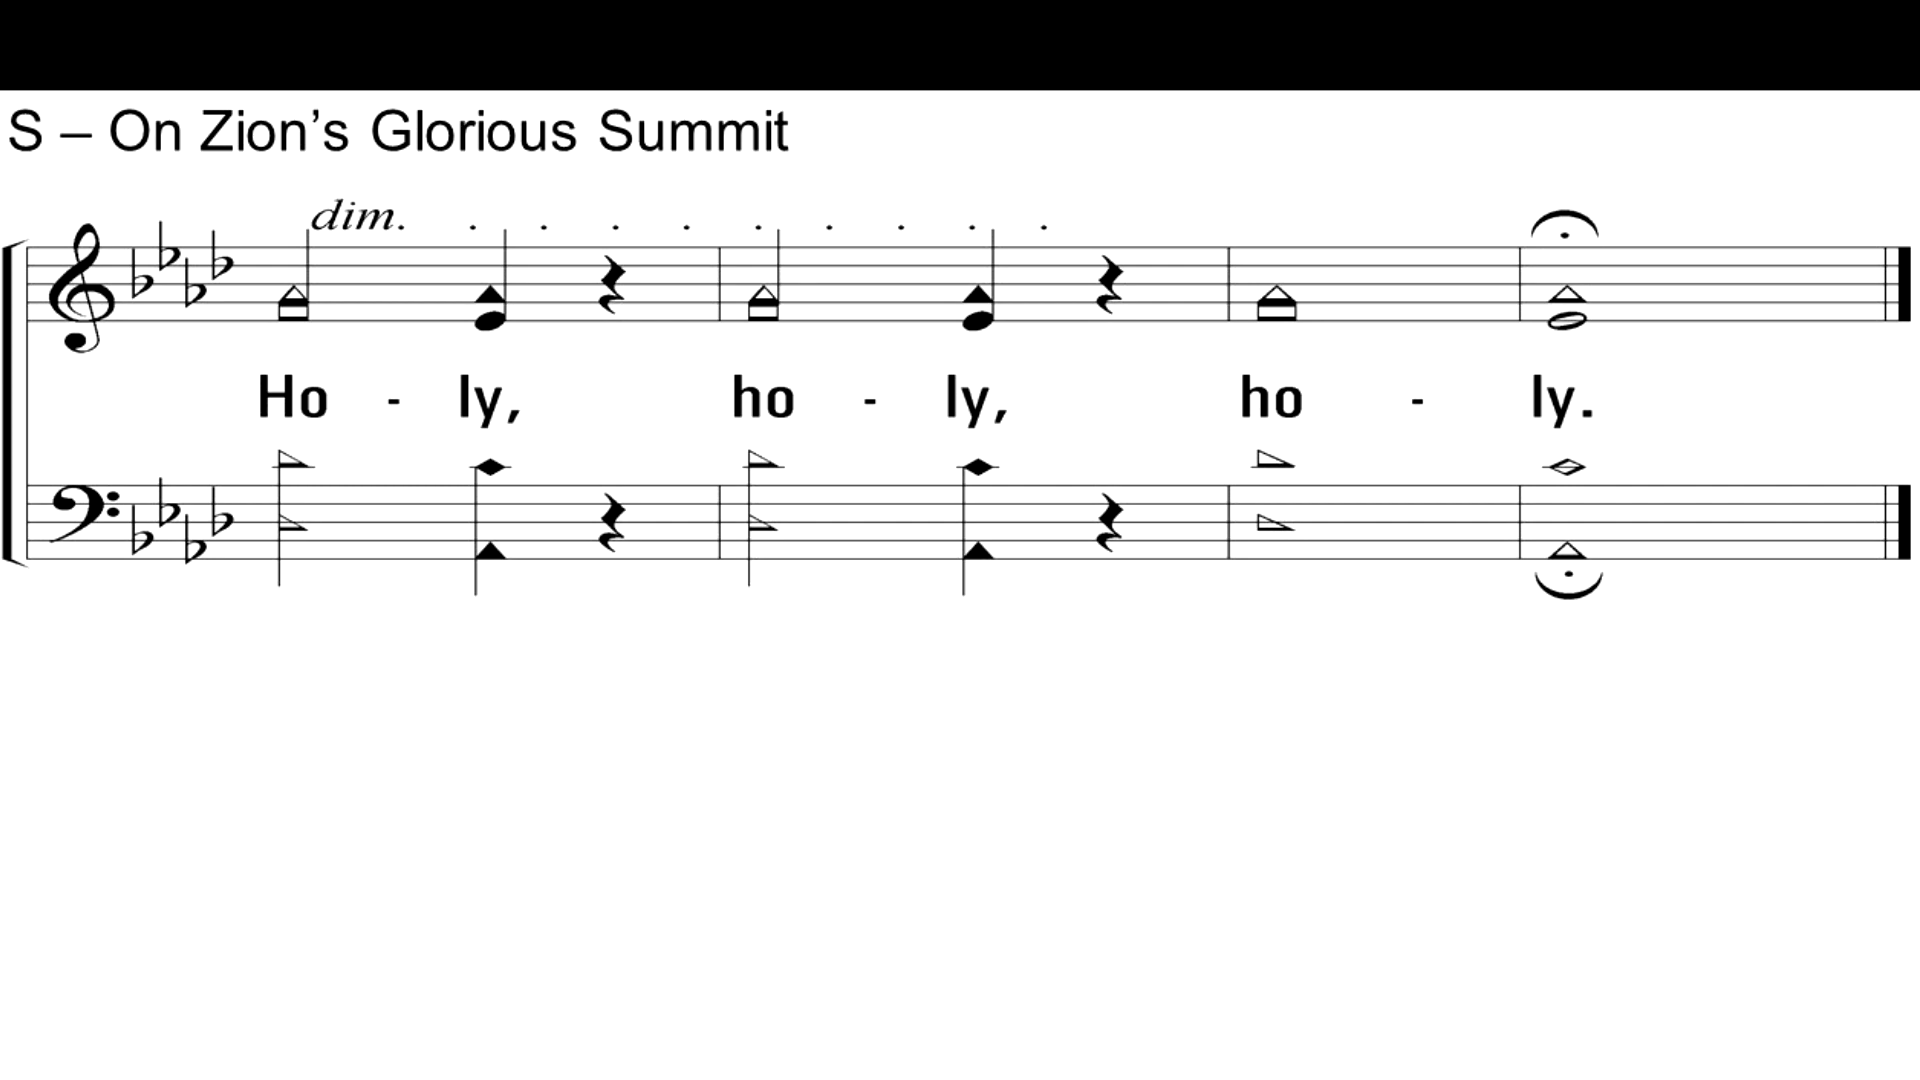 S – On Zion’s Glorious Summit
dim. . . . . . . . . .
Ho - ly, ho - ly, ho - ly.